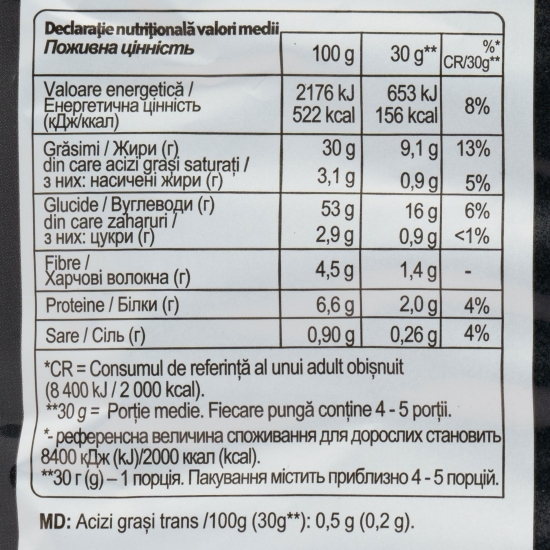 Declarație nutrițională valori medii
Поживна цінність
100 g 30 g** %* CR/30g**
Valoare energetică / 2176 kJ 653 kJ
Енергетична цінність 522 kcal 156 kcal 8%
(кДж/ккал)
Grăsimi / Жири (г) 30 g 9,1 g 13%
din care acizi grași saturați /
з них: насичені жири (г) 3,1 g 0,9 g 5%
Glucide / Вуглеводи (г) 53 g 16 g 6%
din care zaharuri /
з них: цукри (г) 2,9 g 0,9 g <1%
Fibre /
Харчові волокна (г) 4,5 g 1,4 g -
Proteine / Білки (г) 6,6 g 2,0 g 4%
Sare / Сіль (г) 0,90 g 0,26 g 4%
*CR = Consumul de referință al unui adult obișnuit
(8 400 kJ / 2 000 kcal).
**30 g = Porție medie. Fiecare pungă conține 4 - 5 porții.
*- референсна величина споживання для дорослих становить
8400 кДж (kJ)/2000 ккал (kcal).
**30 г (g) – 1 порція. Пакування містить приблизно 4 - 5 порцій.
MD: Acizi grași trans /100g (30g**): 0,5 g (0,2 g).